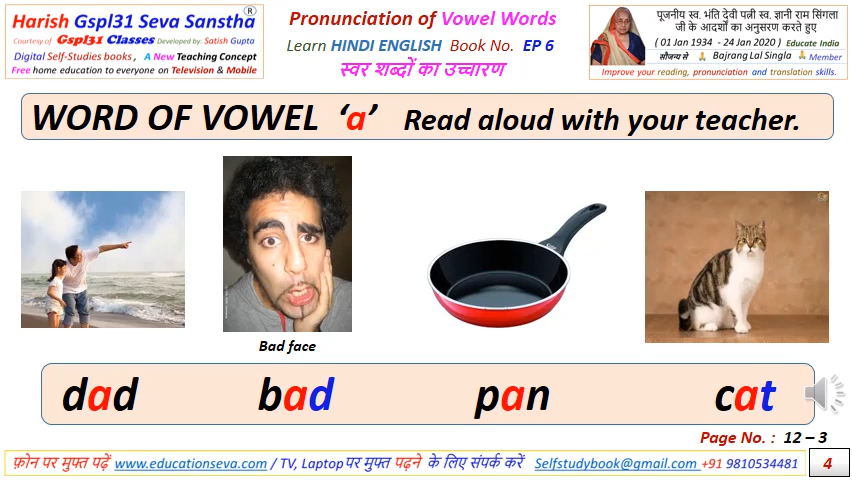 Harish Gspl31 Seva Sanstha®
Courtesy of Gspl31 Classes Developed by: Satish Gupta
Digital Self-Studies books , A New Teaching Concept
Free home education to everyone on Television & Mobile
Pronunciation of Vowel Words
Learn HINDI ENGLISH Book No. EP 6
स्वर शब्दों का उच्चारण
पूजनीय स्व. भंति देवी पत्नी स्व. ज्ञानी राम सिंगला
जी के आदर्शों का अनुसरण करते हुए
( 01 Jan 1934 - 24 Jan 2020 ) Educate India
सौजन्य से 🙏 Bajrang Lal Singla 🙏 Member
Improve your reading, pronunciation and translation skills.
WORD OF VOWEL ‘a’ Read aloud with your teacher.
Bad face
dad bad pan cat
Page No. : 12 – 3
फ़ोन पर मुफ्त पढ़ें www.educationseva.com / TV, Laptop पर मुफ्त पढ़ने के लिए संपर्क करें Selfstudybook@gmail.com +91 9810534481
4